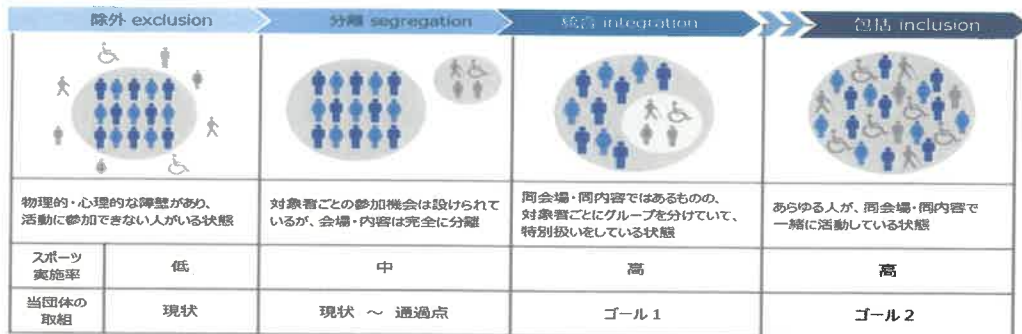 除外 exclusion
分離 segregation
統合 integration
包括 inclusion
物理的・心理的な障壁があり、
活動に参加できない人がいる状態
対象者ごとの参加機会は設けられて
いるが、会場・内容は完全に分離
同会場・同内容ではあるものの、
対象者ごとにグループを分けていて、
特別扱いをしている状態
あらゆる人が、同会場・同内容で
一緒に活動している状態
スポーツ
実施率
低
中
高
高
当団体の
取組
現状
現状 ~ 通過点
ゴール1
ゴール2